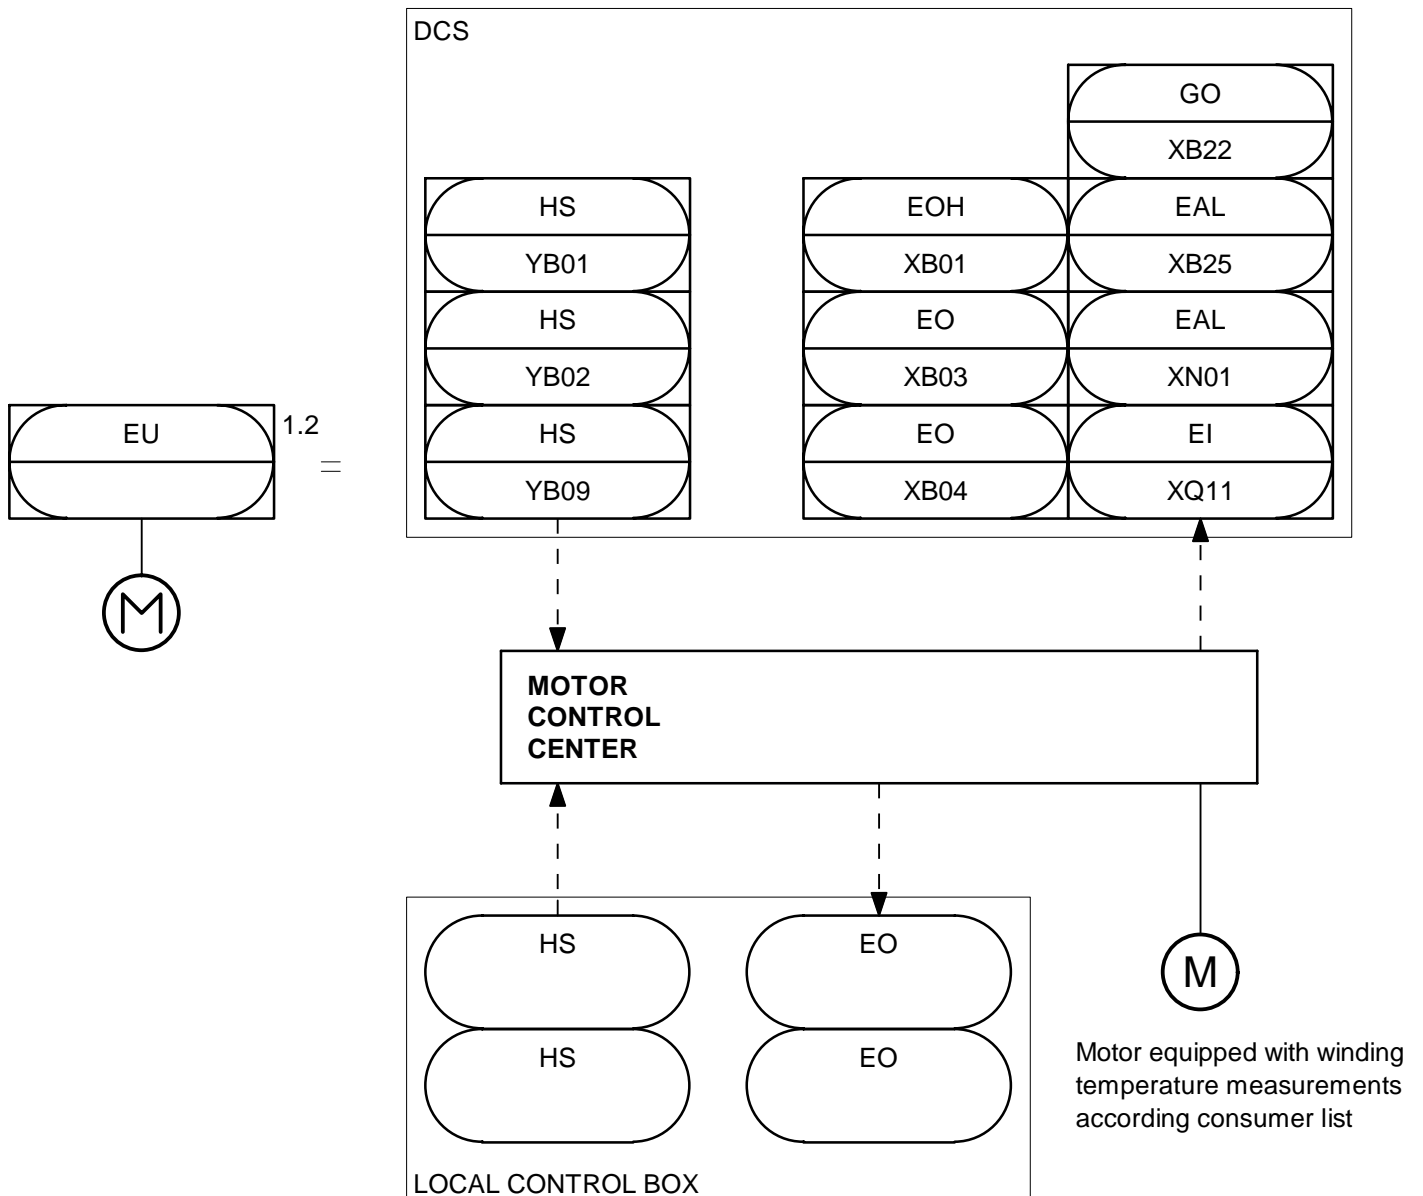 DCS
GO
XB22
HS
EOH
EAL
YB01
XB01
XB25
HS
EO
EAL
YB02
XB03
XN01
EU
1.2
=
HS
EO
EI
YB09
XB04
XQ11
M
MOTOR
CONTROL
CENTER
HS
EO
M
HS
EO
Motor equipped with winding
temperature measurements
according consumer list
LOCAL CONTROL BOX